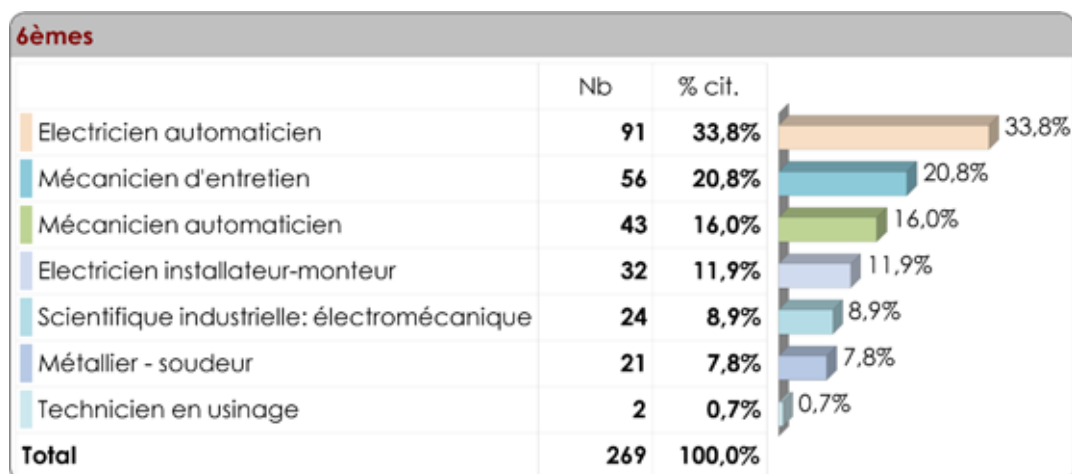 6èmes
Nb % cit.
Electricien automaticien 91 33,8% 33,8%
Mécanicien d'entretien 56 20,8% 20,8%
Mécanicien automaticien 43 16,0% 16,0%
Electricien installateur-monteur 32 11,9% 11,9%
Scientifique industrielle: électromécanique 24 8,9% 8,9%
Métallier - soudeur 21 7,8% 7,8%
Technicien en usinage 2 0,7% 0,7%
Total 269 100,0%